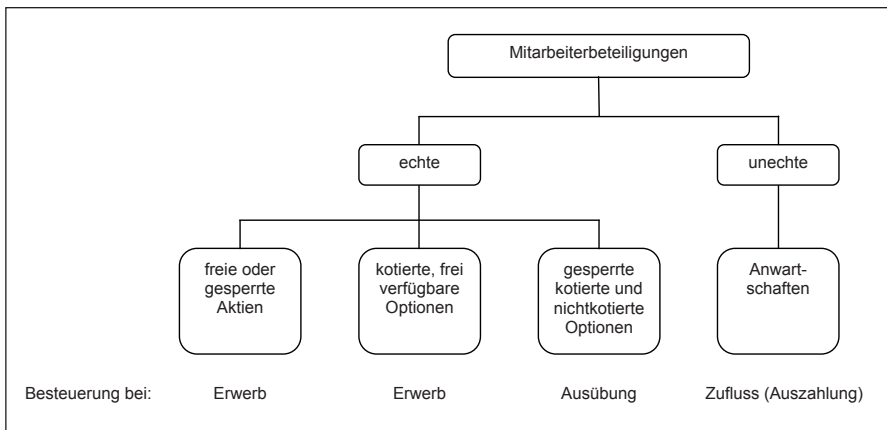 Mitarbeiterbeteiligungen
echte
unechte
freie oder
gesperrte
Aktien
kotierte, frei
verfügbare
Optionen
gesperrte
kotierte und
nichtkotierte
Optionen
Anwart-
schaften
Besteuerung bei: Erwerb Erwerb Ausübung Zufluss (Auszahlung)